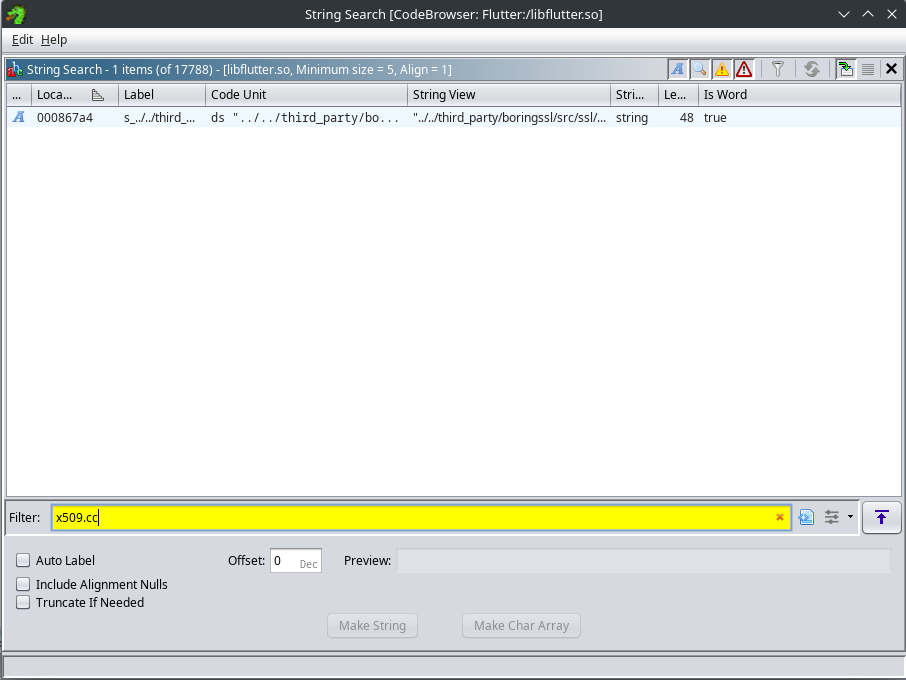 String Search [CodeBrowser: Flutter:/libflutter.so]
Edit Help
String Search - 1 items (of 17788) - [libflutter.so, Minimum size = 5, Align = 1]
... Loca... Label Code Unit String View Stri... Le... Is Word
A 000867a4 s_../../third_... ds "../../third_party/bo... "../../third_party/boringssl/src/ssl/... string 48 true
Filter: x509.cc
Auto Label Offset: 0 Dec Preview:
Include Alignment Nulls
Truncate If Needed
Make String Make Char Array